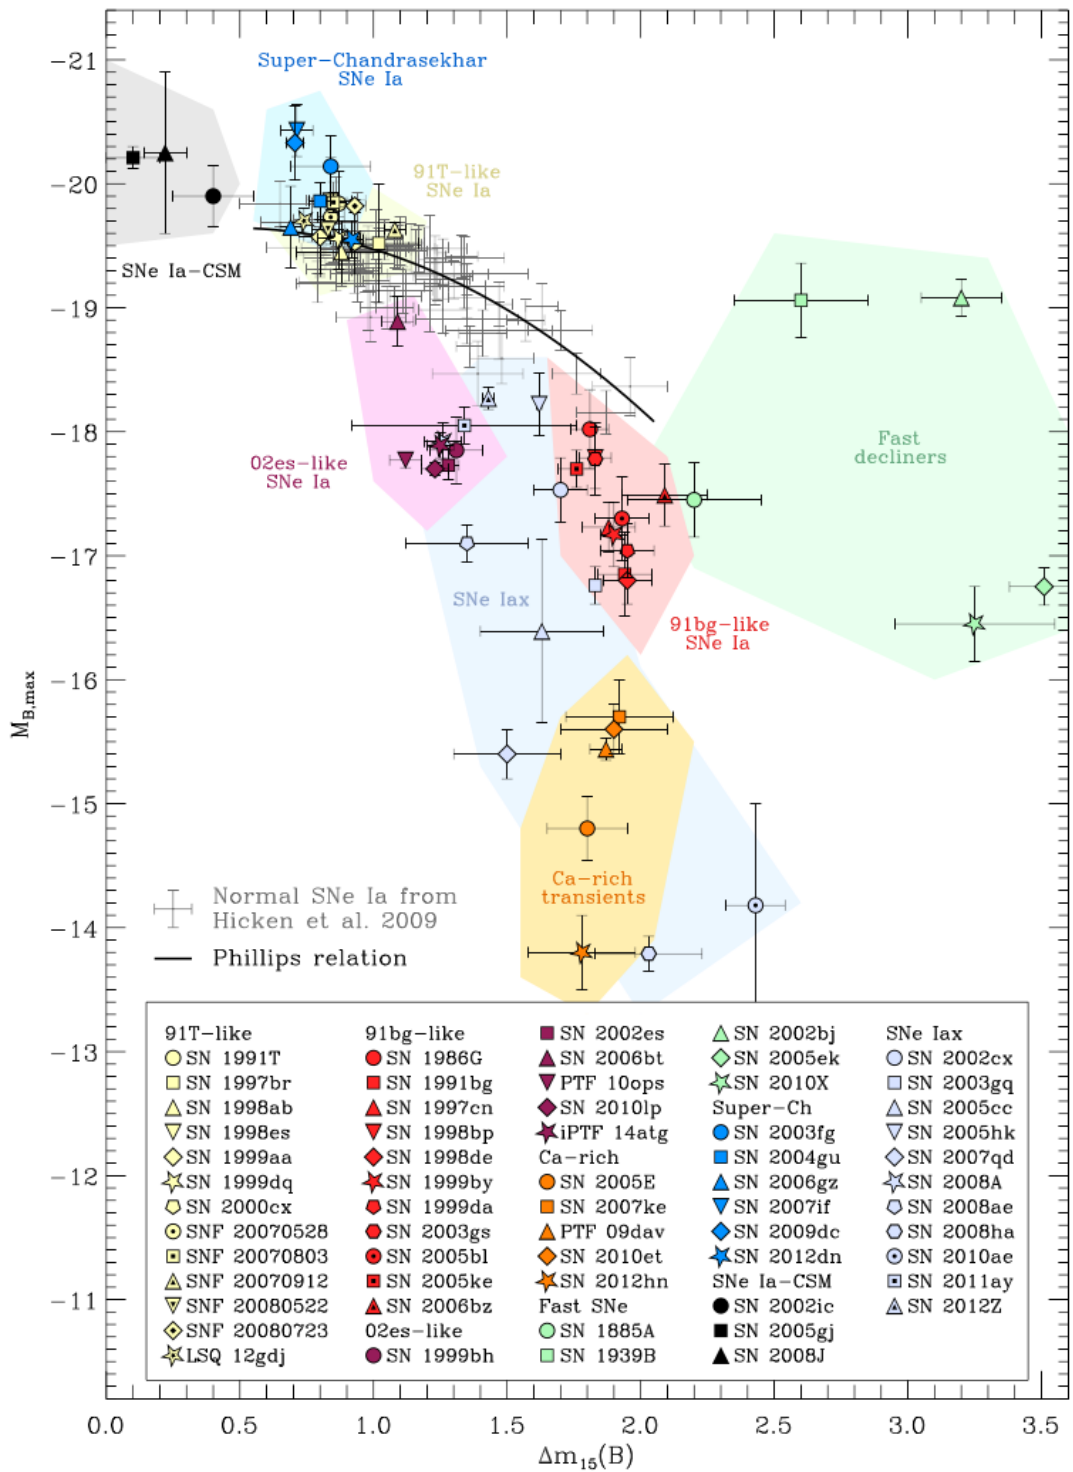 Super-Chandrasekhar
SNe Ia
91T-like
SNe Ia
SNe Ia-CSM
02es-like
SNe Ia
Fast
decliners
SNe Iax
91bg-like
SNe Ia
Ca-rich
transients
Normal SNe Ia from
Hicken et al. 2009
Phillips relation
91T-like
SN 1991T
SN 1997br
SN 1998ab
SN 1998es
SN 1999aa
SN 1999dq
SN 2000cx
SNF 20070528
SNF 20070803
SNF 20070912
SNF 20080522
SNF 20080723
LSQ 12gdj
91bg-like
SN 1986G
SN 1991bg
SN 1997cn
SN 1998bp
SN 1998de
SN 1999by
SN 1999da
SN 2003gs
SN 2005bl
SN 2005ke
SN 2006bz
02es-like
SN 1999bh
SN 2002es
SN 2006bt
PTF 10ops
SN 2010lp
iPTF 14atg
Ca-rich
SN 2005E
SN 2007ke
PTF 09dav
SN 2010et
SN 2012hn
Fast SNe
SN 1885A
SN 1939B
SN 2002bj
SN 2005ek
SN 2010X
Super-Ch
SN 2003fg
SN 2004gu
SN 2006gz
SN 2007if
SN 2009dc
SN 2012dn
SNe Ia-CSM
SN 2002ic
SN 2005gj
SN 2008J
SNe Iax
SN 2002cx
SN 2003gq
SN 2005cc
SN 2005hk
SN 2007qd
SN 2008A
SN 2008ae
SN 2008ha
SN 2010ae
SN 2011ay
SN 2012Z
M_B,max
−21
−20
−19
−18
−17
−16
−15
−14
−13
−12
−11
0.0 0.5 1.0 1.5 2.0 2.5 3.0 3.5
Δm₁₅(B)